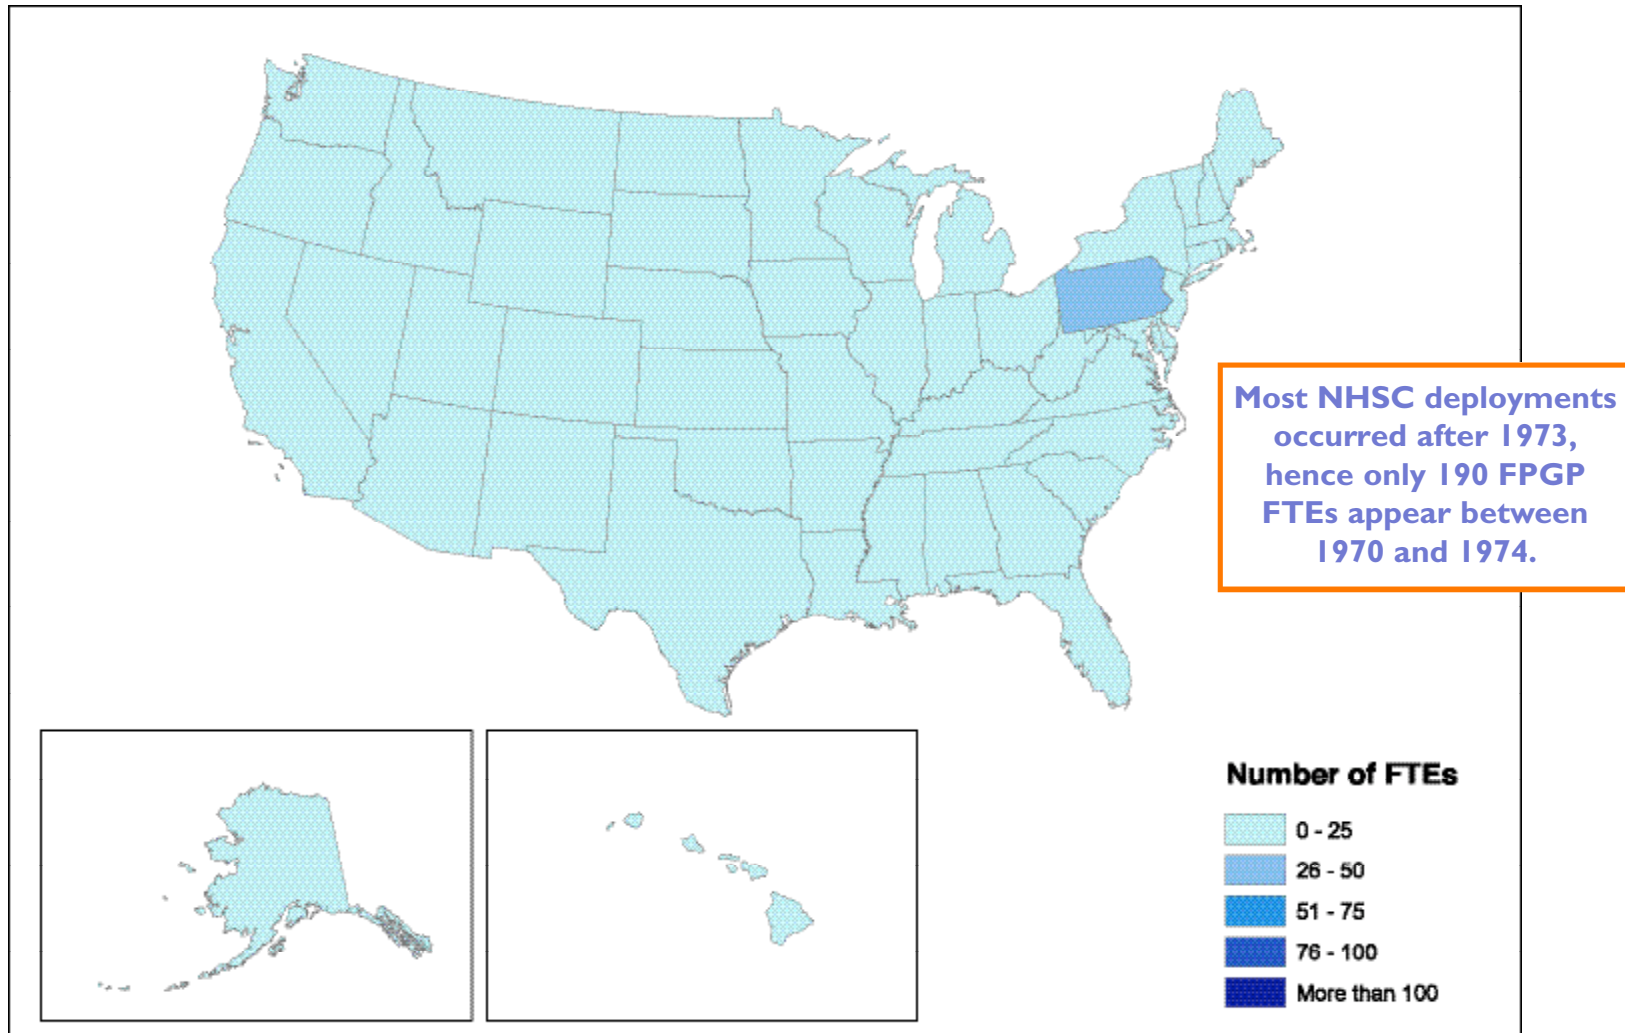 Most NHSC deployments
occurred after 1973,
hence only 190 FPGP
FTEs appear between
1970 and 1974.
Number of FTEs
0 - 25
26 - 50
51 - 75
76 - 100
More than 100